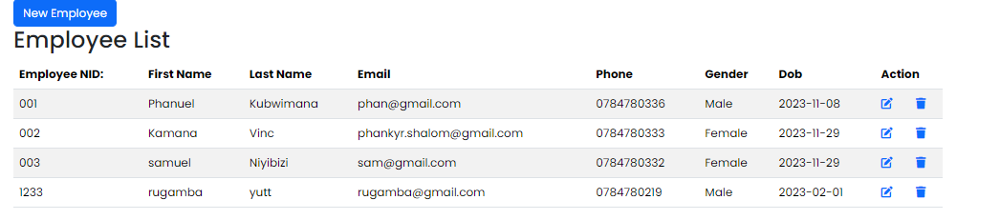 New Employee
Employee List
Employee NID: First Name Last Name Email Phone Gender Dob Action
001 Phanuel Kubwimana phan@gmail.com 0784780336 Male 2023-11-08
002 Kamana Vinc phankyr.shalom@gmail.com 0784780333 Female 2023-11-29
003 samuel Niyibizi sam@gmail.com 0784780332 Female 2023-11-29
1233 rugamba yutt rugamba@gmail.com 0784780219 Male 2023-02-01